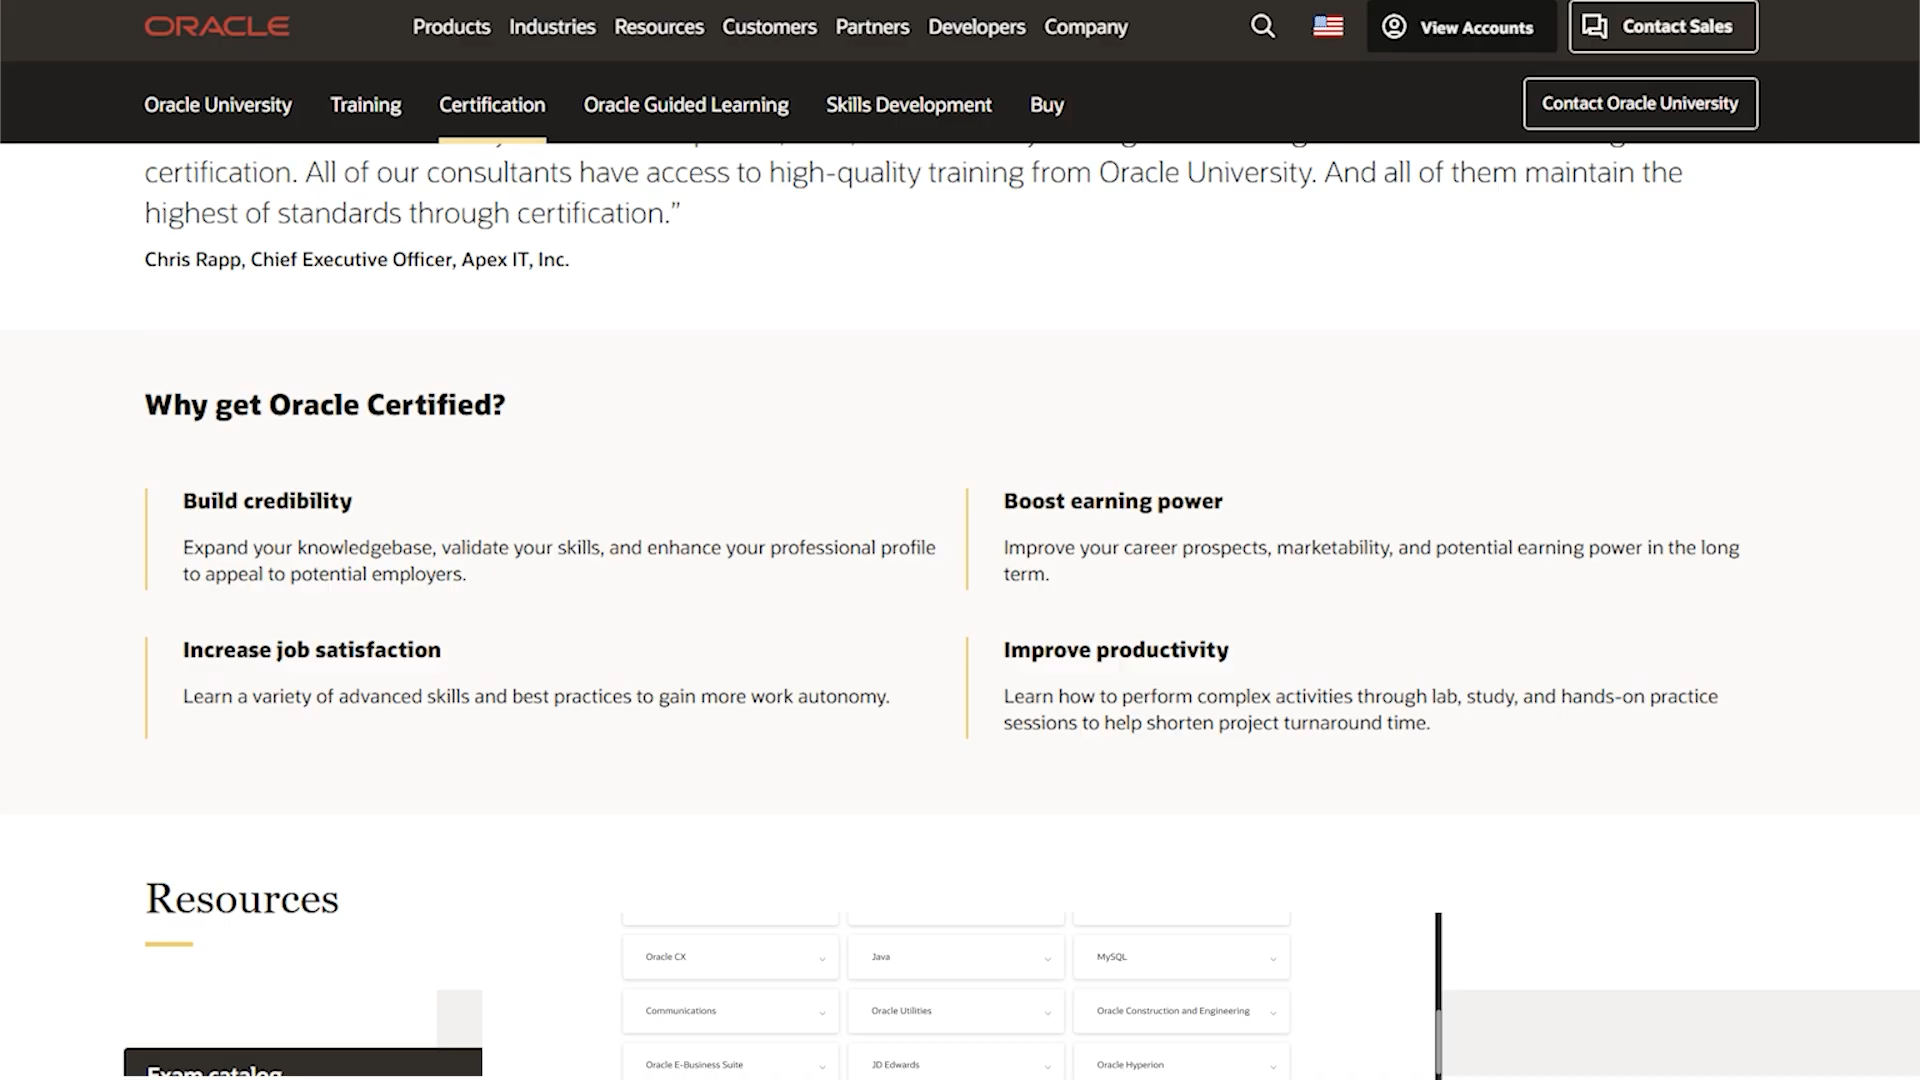 ORACLE
Products Industries Resources Customers Partners Developers Company
View Accounts
Contact Sales
Oracle University Training Certification Oracle Guided Learning Skills Development Buy
Contact Oracle University
certification. All of our consultants have access to high-quality training from Oracle University. And all of them maintain the
highest of standards through certification.”
Chris Rapp, Chief Executive Officer, Apex IT, Inc.
Why get Oracle Certified?
Build credibility
Expand your knowledgebase, validate your skills, and enhance your professional profile
to appeal to potential employers.
Boost earning power
Improve your career prospects, marketability, and potential earning power in the long
term.
Increase job satisfaction
Learn a variety of advanced skills and best practices to gain more work autonomy.
Improve productivity
Learn how to perform complex activities through lab, study, and hands-on practice
sessions to help shorten project turnaround time.
Resources
Oracle CX
Java
MySQL
Communications
Oracle Utilities
Oracle Construction and Engineering
Oracle E-Business Suite
JD Edwards
Oracle Hyperion
Exam catalog